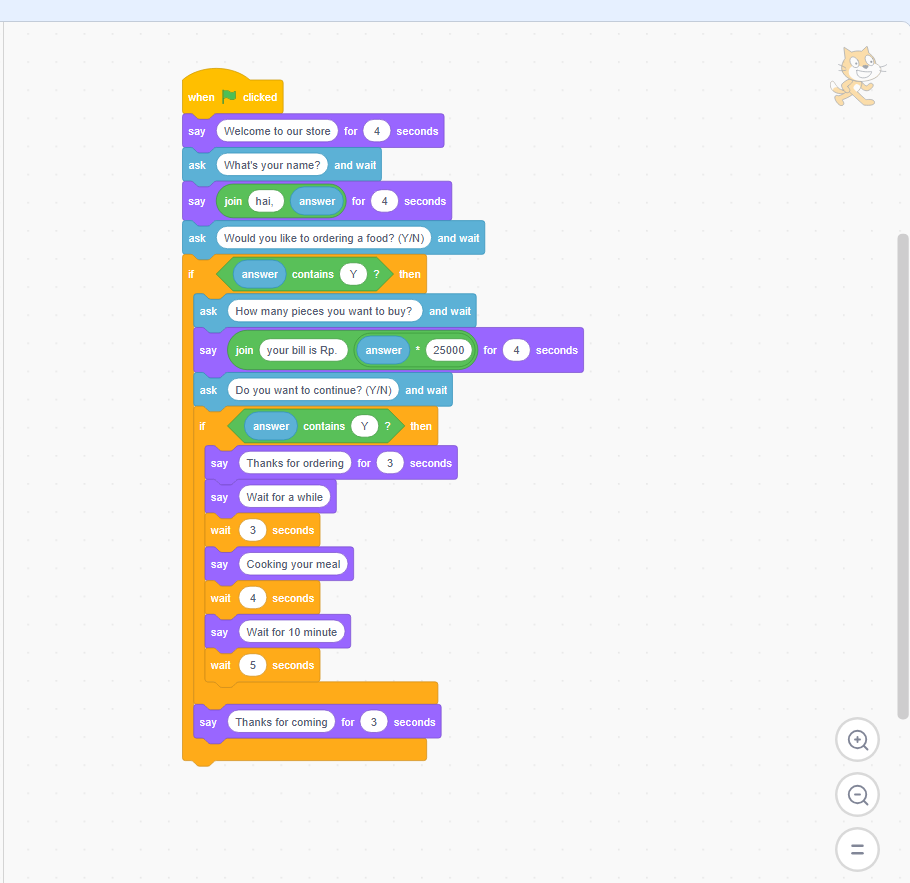 when clicked
say Welcome to our store for 4 seconds
ask What's your name? and wait
say join hai, answer for 4 seconds
ask Would you like to ordering a food? (Y/N) and wait
if answer contains Y ? then
ask How many pieces you want to buy? and wait
say join your bill is Rp. answer * 25000 for 4 seconds
ask Do you want to continue? (Y/N) and wait
if answer contains Y ? then
say Thanks for ordering for 3 seconds
say Wait for a while
wait 3 seconds
say Cooking your meal
wait 4 seconds
say Wait for 10 minute
wait 5 seconds
say Thanks for coming for 3 seconds